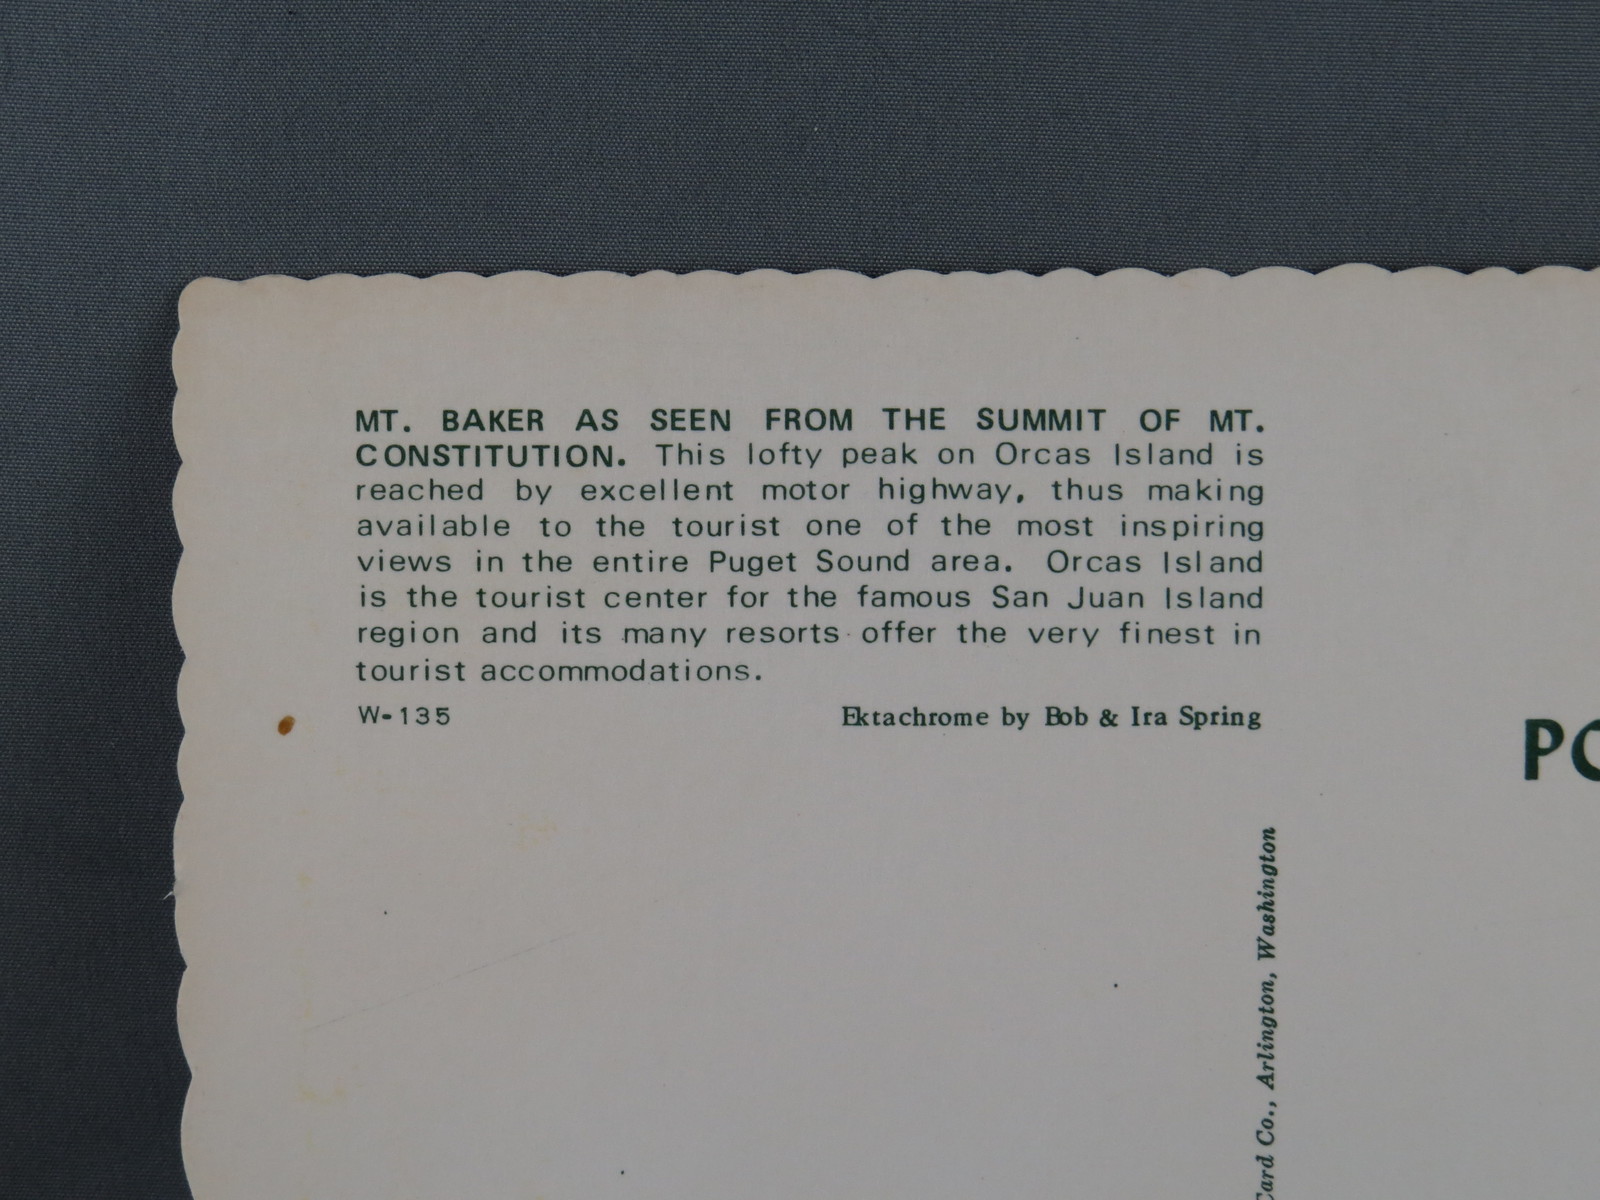 MT. BAKER AS SEEN FROM THE SUMMIT OF MT.
CONSTITUTION. This lofty peak on Orcas Island is
reached by excellent motor highway, thus making
available to the tourist one of the most inspiring
views in the entire Puget Sound area. Orcas Island
is the tourist center for the famous San Juan Island
region and its many resorts offer the very finest in
tourist accommodations.
W-135 Ektachrome by Bob & Ira Spring
Card Co., Arlington, Washington